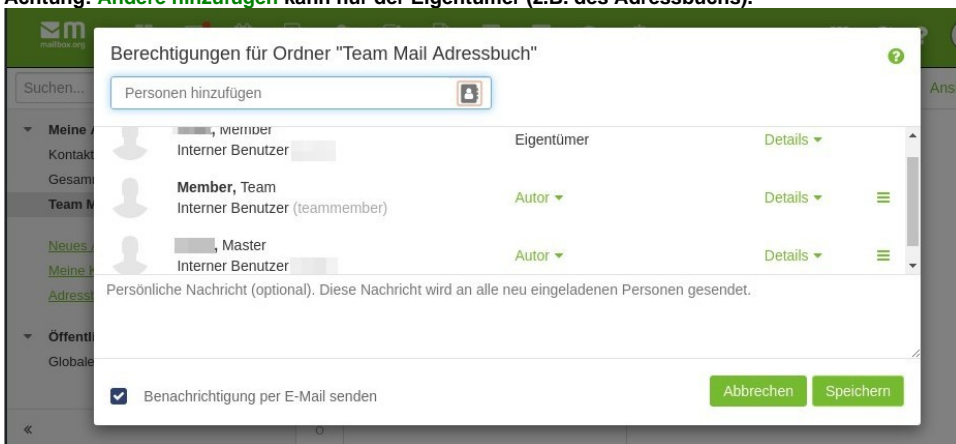 Achtung: Andere hinzufügen kann nur der Eigentümer (z.B. des Adressbuchs).
mailbox.org
Berechtigungen für Ordner "Team Mail Adressbuch"
Suchen...
Personen hinzufügen
Ans
Meine A
, Member
Eigentümer
Details
Kontakt
Interner Benutzer
Gesam
Member, Team
Autor
Details
Team M
Interner Benutzer (teammember)
Neues A
, Master
Autor
Details
Meine K
Interner Benutzer
Adressb
Persönliche Nachricht (optional). Diese Nachricht wird an alle neu eingeladenen Personen gesendet.
Öffentli
Globale
Benachrichtigung per E-Mail senden
Abbrechen
Speichern